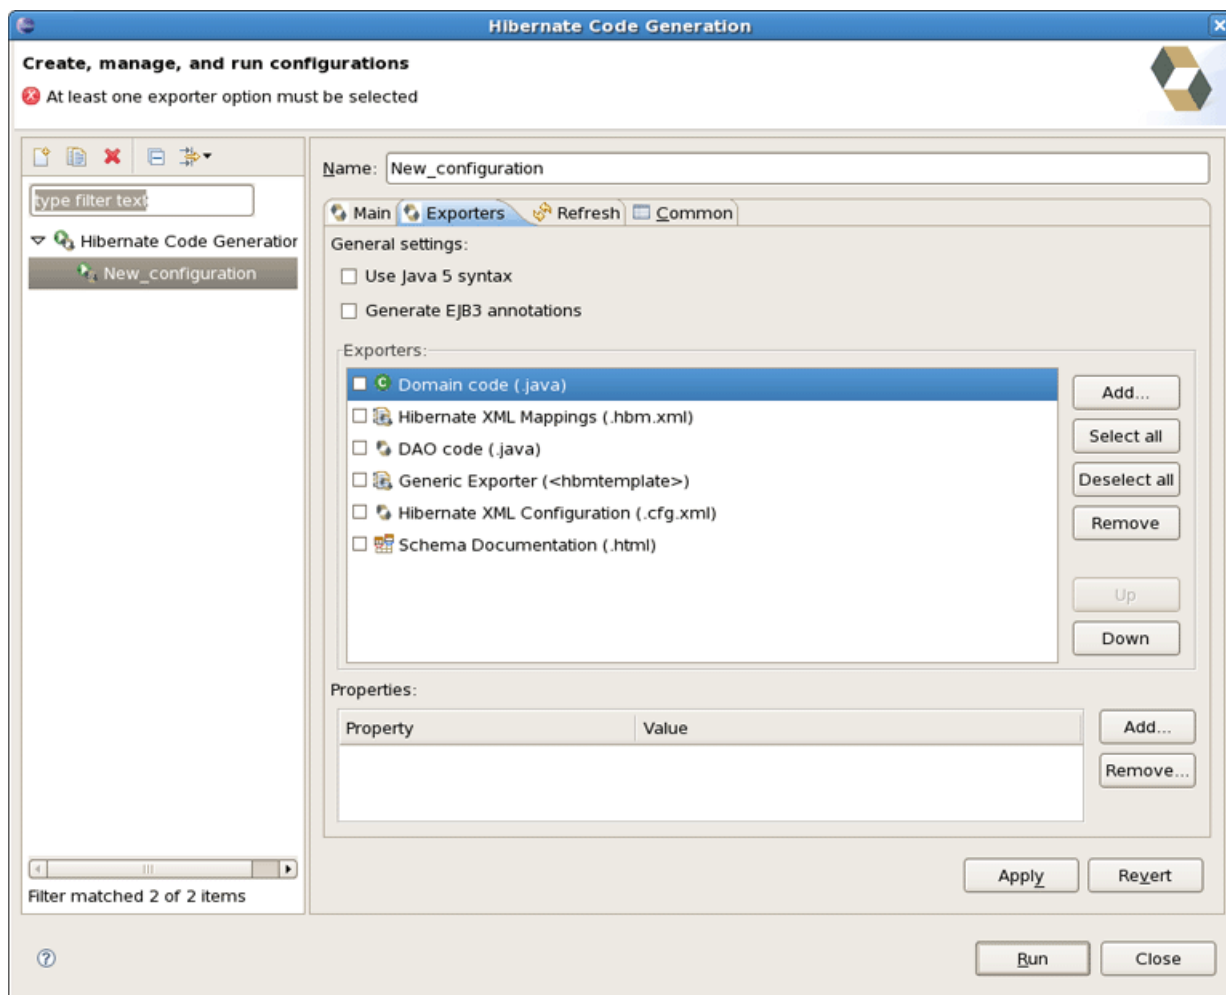 Hibernate Code Generation
Create, manage, and run configurations
At least one exporter option must be selected
type filter text
Hibernate Code Generation
New_configuration
Filter matched 2 of 2 items
Name: New_configuration
Main Exporters Refresh Common
General settings:
Use Java 5 syntax
Generate EJB3 annotations
Exporters:
Domain code (.java)
Hibernate XML Mappings (.hbm.xml)
DAO code (.java)
Generic Exporter (<hbmtemplate>)
Hibernate XML Configuration (.cfg.xml)
Schema Documentation (.html)
Add...
Select all
Deselect all
Remove
Up
Down
Properties:
Property Value
Add...
Remove...
Apply Revert
Run Close